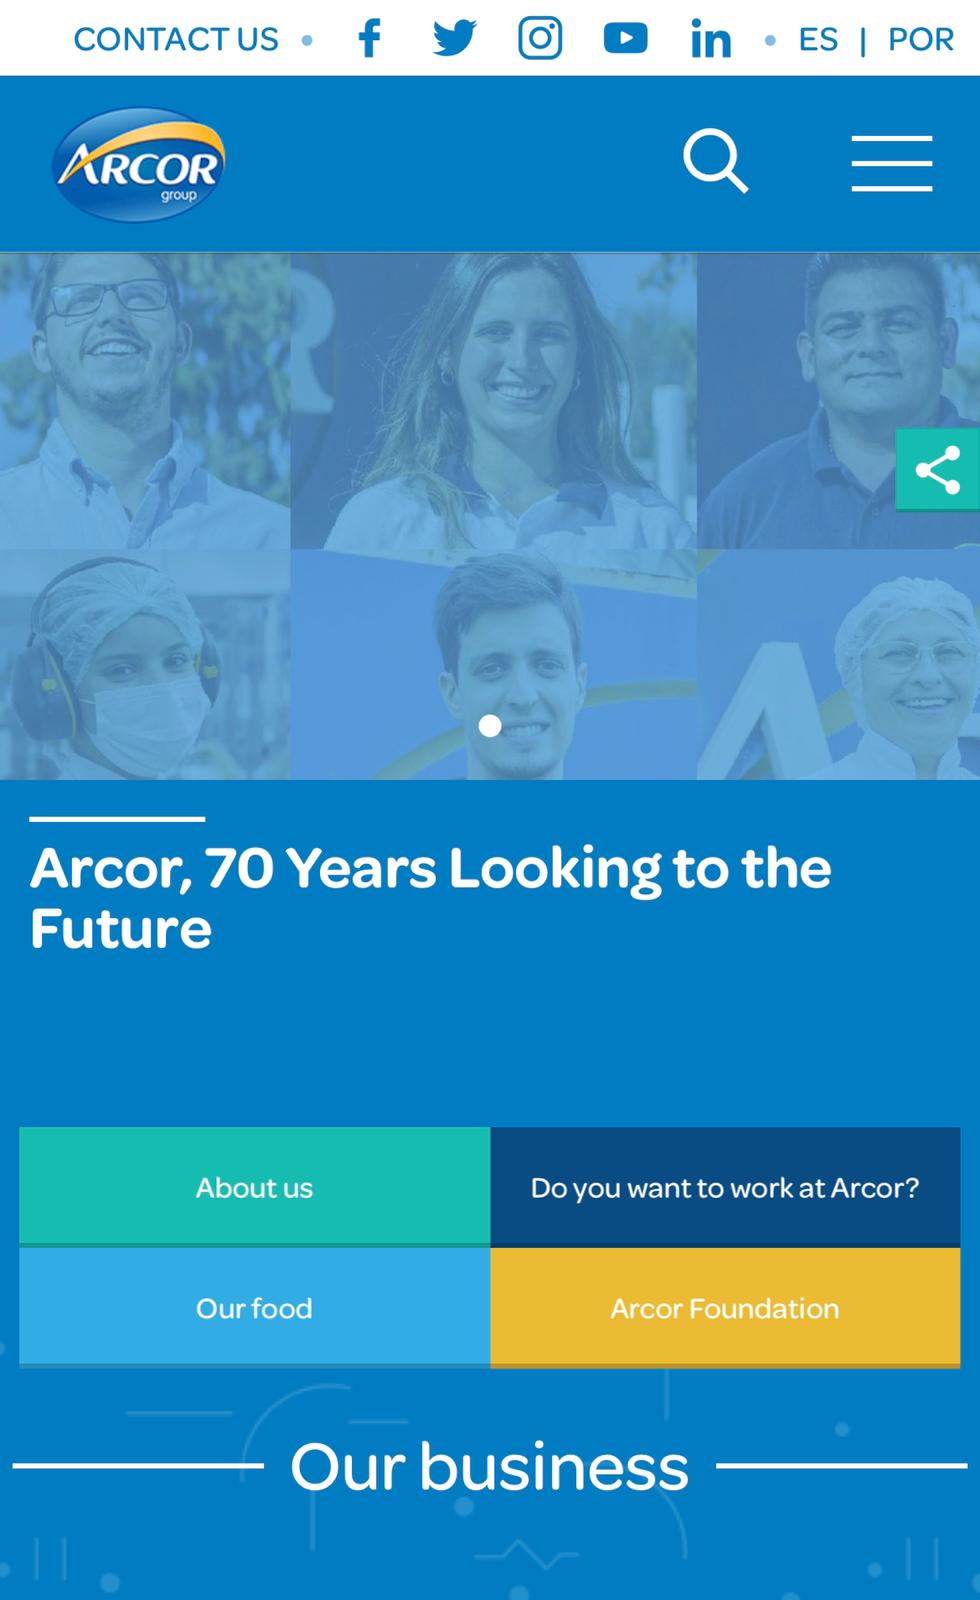 CONTACT US • ES | POR
ARCOR
group
Arcor, 70 Years Looking to the
Future
About us
Do you want to work at Arcor?
Our food
Arcor Foundation
Our business